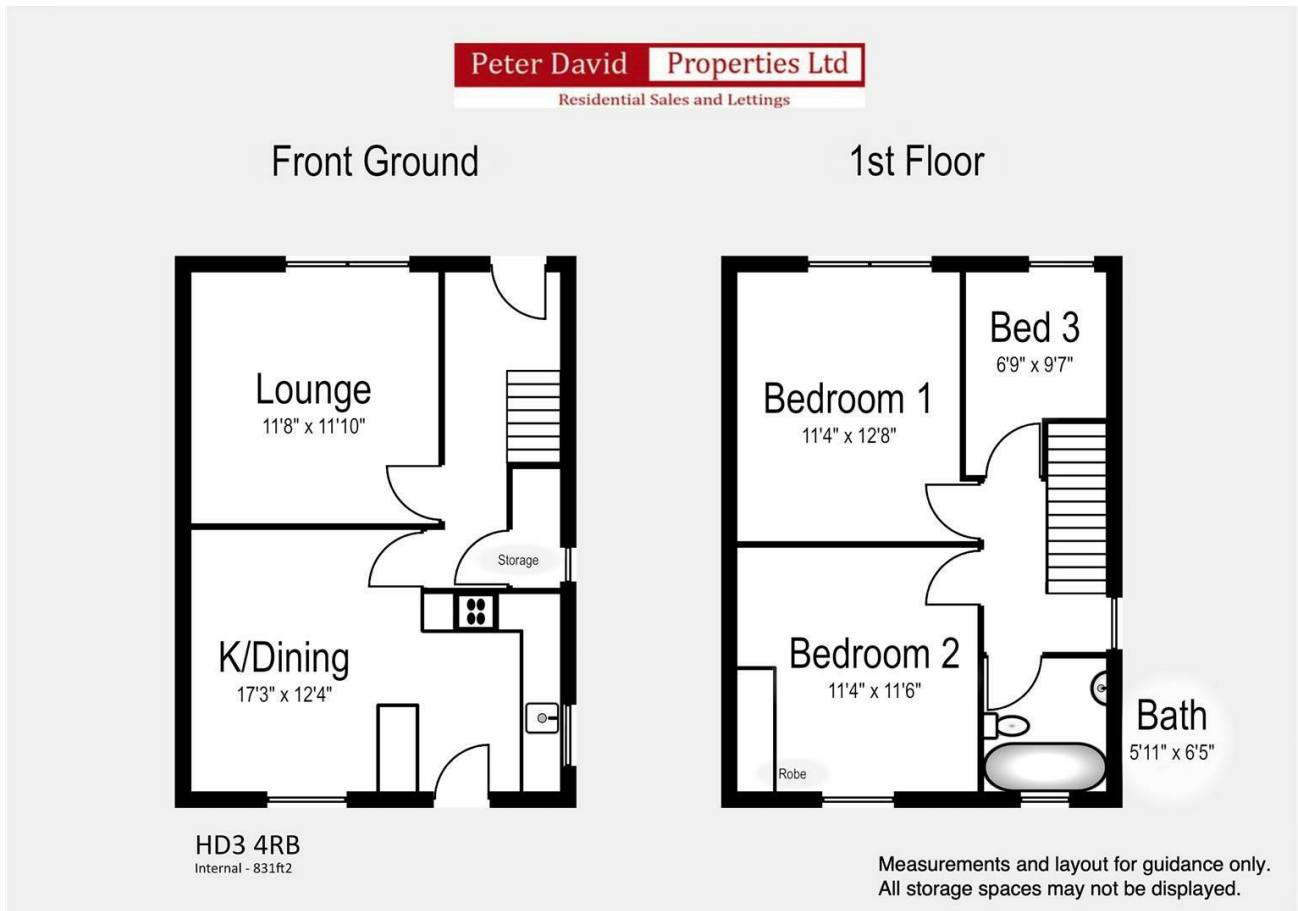 Peter David Properties Ltd
Residential Sales and Lettings
Front Ground
1st Floor
Lounge
11'8" x 11'10"
Storage
K/Dining
17'3" x 12'4"
Bed 3
6'9" x 9'7"
Bedroom 1
11'4" x 12'8"
Bedroom 2
11'4" x 11'6"
Robe
Bath
5'11" x 6'5"
HD3 4RB
Internal - 831ft2
Measurements and layout for guidance only.
All storage spaces may not be displayed.